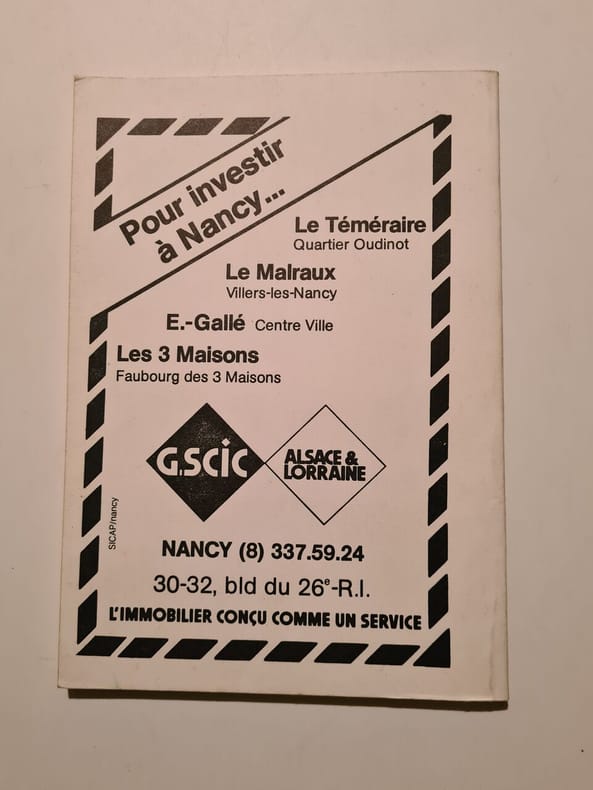 Pour investir
à Nancy...
Le Téméraire
Quartier Oudinot
Le Malraux
Villers-les-Nancy
E.-Gallé Centre Ville
Les 3 Maisons
Faubourg des 3 Maisons
G.SCIC
ALSACE &
LORRAINE
SICAP/nancy
NANCY (8) 337.59.24
30-32, bld du 26e-R.I.
L'IMMOBILIER CONÇU COMME UN SERVICE